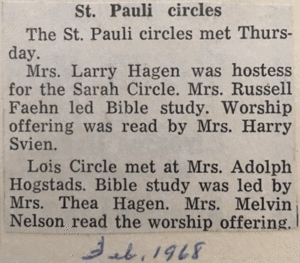 St. Pauli circles
The St. Pauli circles met Thurs-
day.
Mrs. Larry Hagen was hostess
for the Sarah Circle. Mrs. Russell
Faehn led Bible study. Worship
offering was read by Mrs. Harry
Svien.
Lois Circle met at Mrs. Adolph
Hogstads. Bible study was led by
Mrs. Thea Hagen. Mrs. Melvin
Nelson read the worship offering.
Feb. 1968